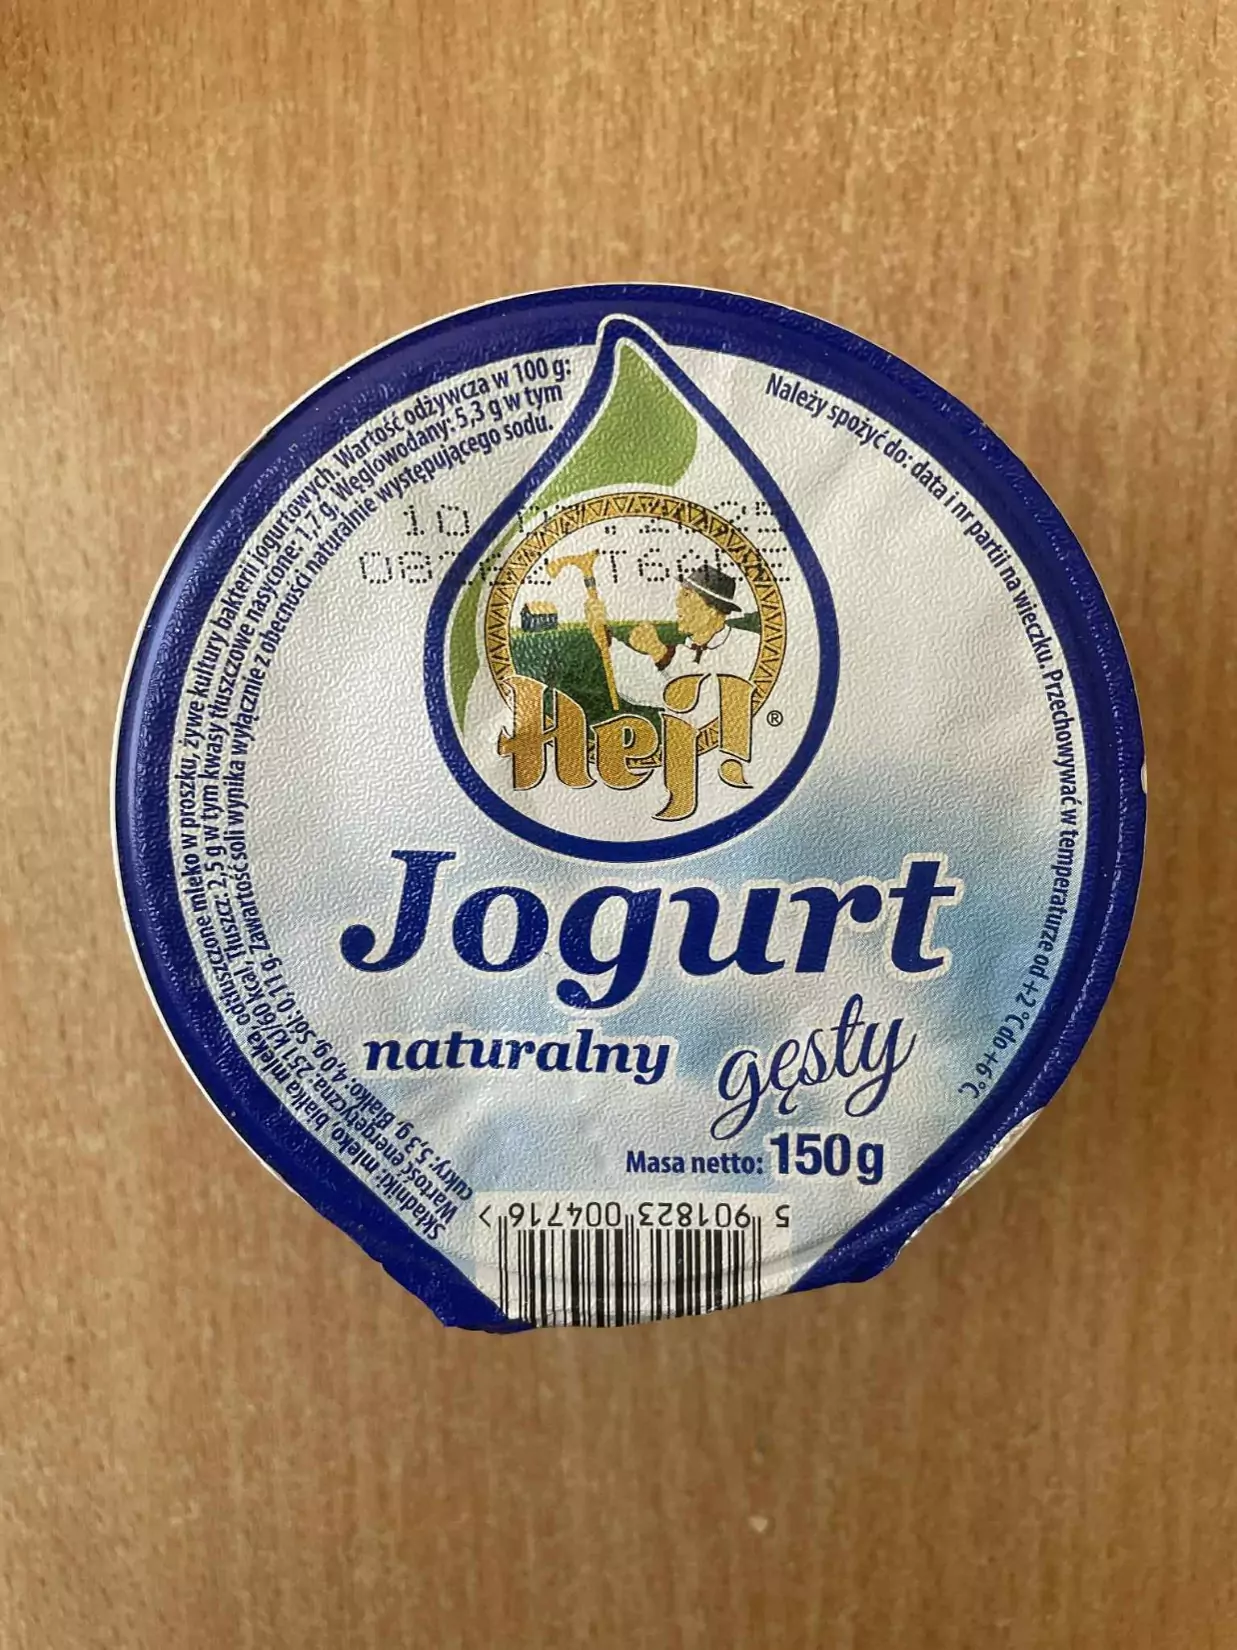 Składniki: mleko, białka mleka, odtłuszczone mleko w proszku, żywe kultury bakterii jogurtowych. Wartość odżywcza w 100 g:
Wartość energetyczna: 251 kJ/60 kcal, Tłuszcz: 2,5 g w tym kwasy tłuszczowe nasycone: 1,7 g, Węglowodany: 5,3 g w tym
cukry: 5,3 g, Białko: 4,0 g, Sól: 0,11 g. Zawartość soli wynika wyłącznie z obecności naturalnie występującego sodu.
Należy spożyć do: data i nr partii na wieczku. Przechowywać w temperaturze od +2°C do +6°C.
10
Hej!®
Jogurt
naturalny gęsty
Masa netto: 150 g
5 901823 004716 >